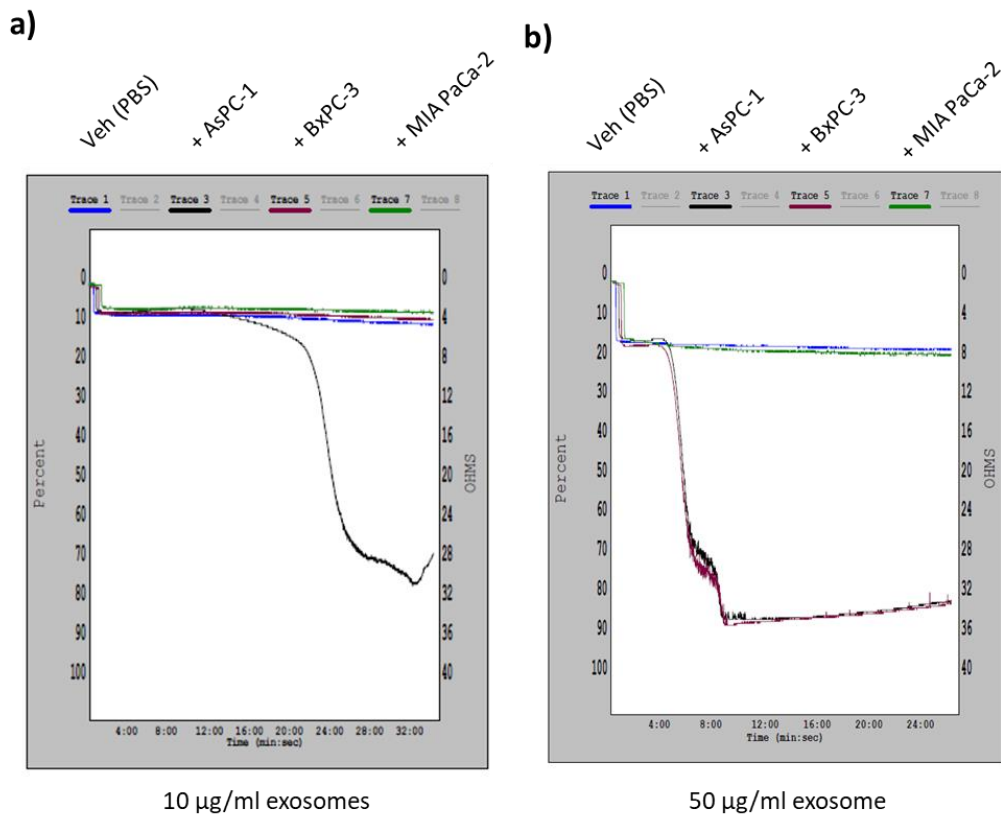 a)
Veh (PBS)
+ AsPC-1
+ BxPC-3
+ MIA PaCa-2
Trace 1 Trace 2 Trace 3 Trace 4 Trace 5 Trace 6 Trace 7 Trace 8
0 0
10 4
20 8
30 12
40 16
50 20
60 24
70 28
80 32
90 36
100 40
Percent
OHMS
4:00 8:00 12:00 16:00 20:00 24:00 28:00 32:00
Time (min:sec)
10 µg/ml exosomes
b)
Veh (PBS)
+ AsPC-1
+ BxPC-3
+ MIA PaCa-2
Trace 1 Trace 2 Trace 3 Trace 4 Trace 5 Trace 6 Trace 7 Trace 8
0 0
10 4
20 8
30 12
40 16
50 20
60 24
70 28
80 32
90 36
100 40
Percent
OHMS
4:00 8:00 12:00 16:00 20:00 24:00
Time (min:sec)
50 µg/ml exosome